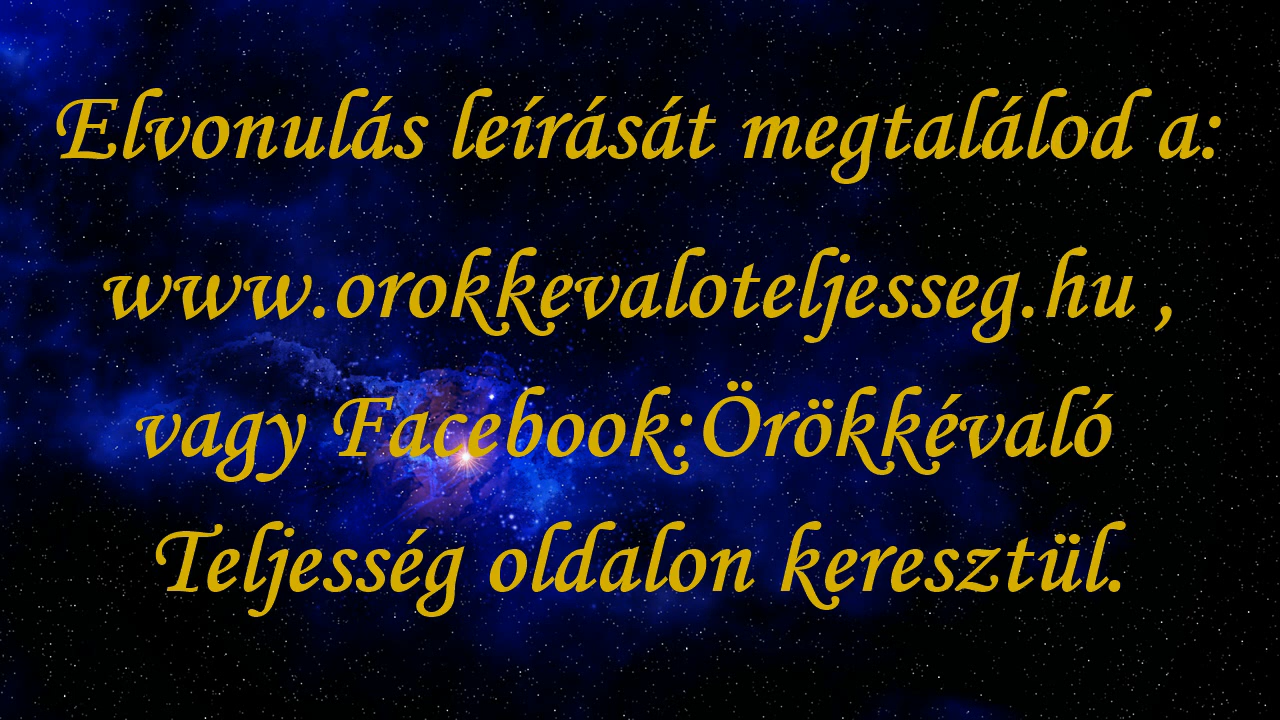 Elvonulás leírását megtalálod a:
www.orokkevaloteljesseg.hu ,
vagy Facebook:Örökkévaló
Teljesség oldalon keresztül.